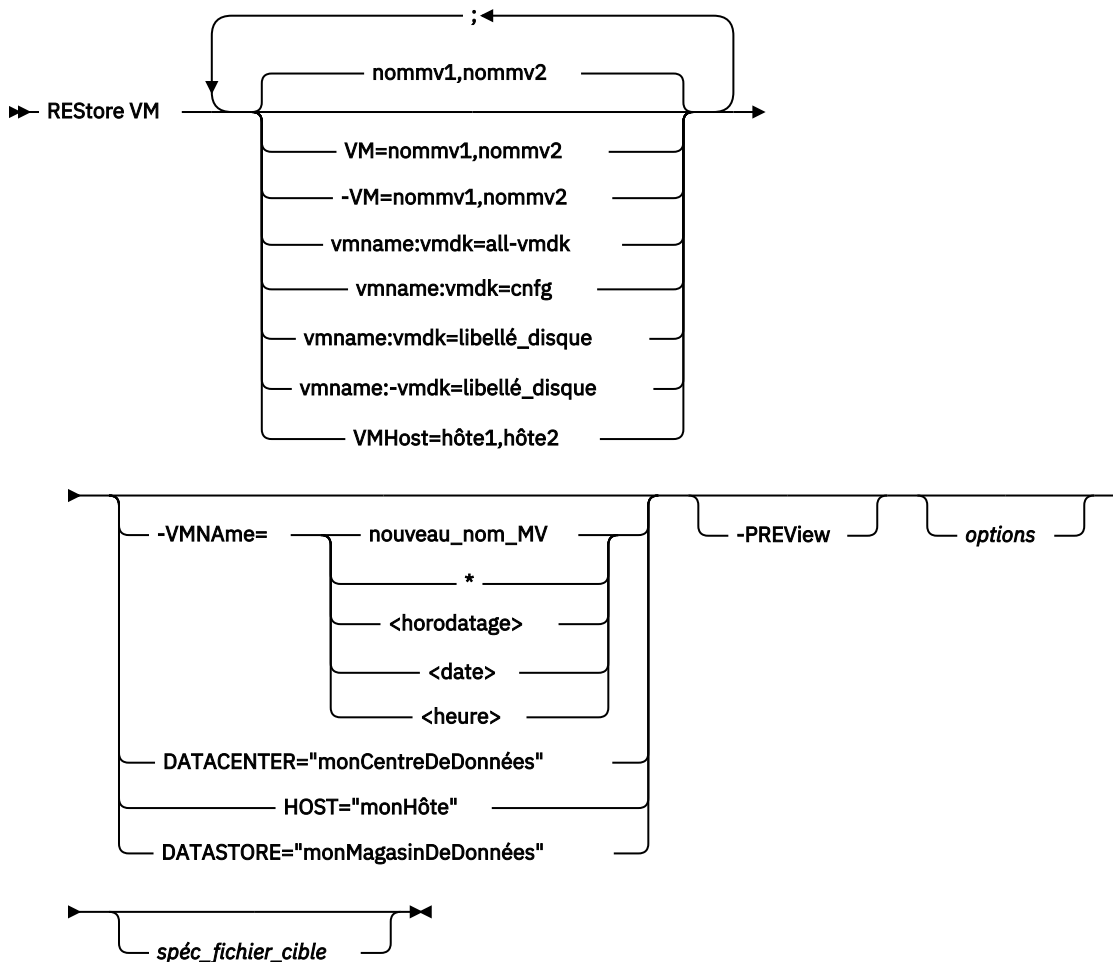 ;
nommv1,nommv2
REStore VM
VM=nommv1,nommv2
-VM=nommv1,nommv2
vmname:vmdk=all-vmdk
vmname:vmdk=cnfg
vmname:vmdk=libellé_disque
vmname:-vmdk=libellé_disque
VMHost=hôte1,hôte2
-VMNAme= nouveau_nom_MV -PREView options
*
<horodatage>
<date>
<heure>
DATACENTER="monCentreDeDonnées"
HOST="monHôte"
DATASTORE="monMagasinDeDonnées"
spéc_fichier_cible